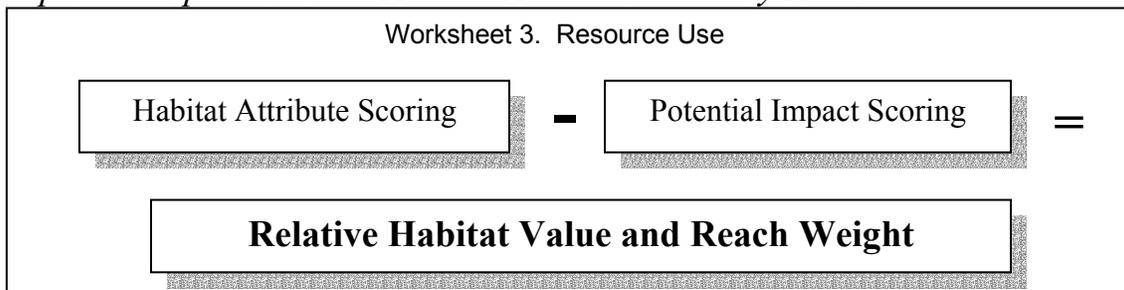 Worksheet 3.  Resource Use
Habitat Attribute Scoring - Potential Impact Scoring =
Relative Habitat Value and Reach Weight